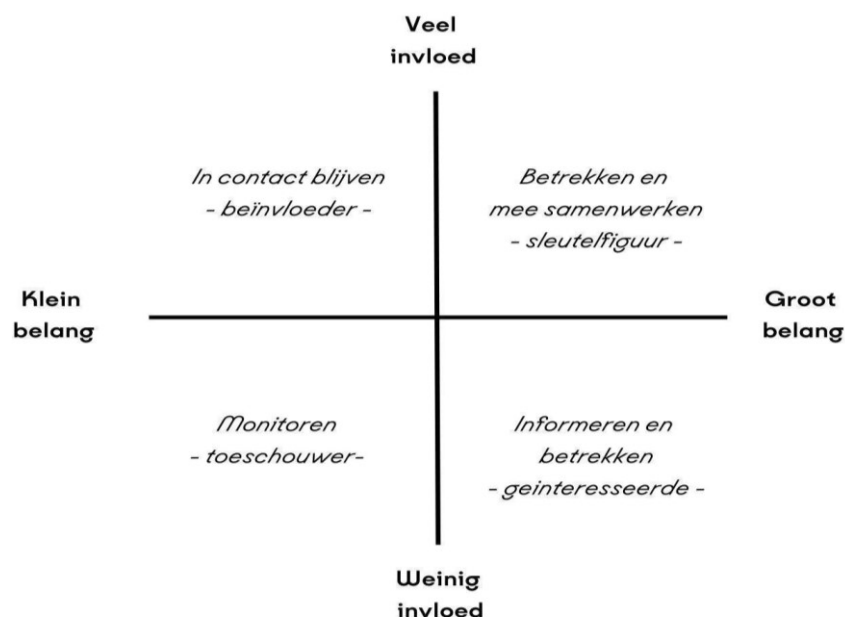 Veel
invloed
In contact blijven
- beïnvloeder -
Betrekken en
mee samenwerken
- sleutelfiguur -
Klein
belang
Groot
belang
Monitoren
- toeschouwer-
Informeren en
betrekken
- geinteresseerde -
Weinig
invloed